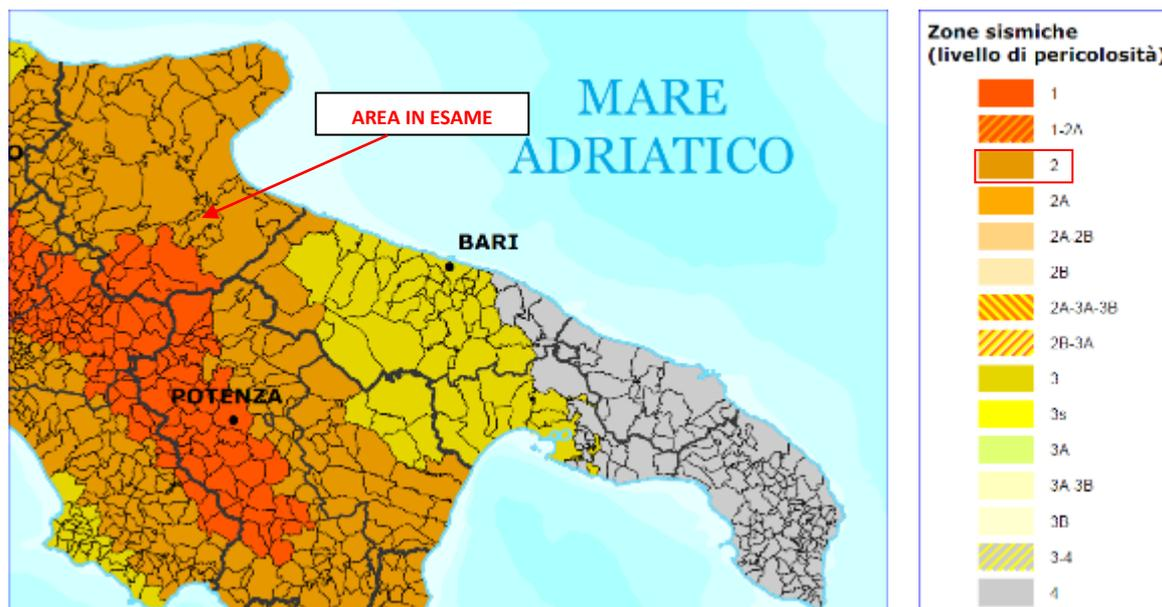 AREA IN ESAME
MARE
ADRIATICO
O
BARI
POTENZA
Zone sismiche
(livello di pericolosità)
1
1-2A
2
2A
2A-2B
2B
2A-3A-3B
2B-3A
3
3s
3A
3A-3B
3B
3-4
4